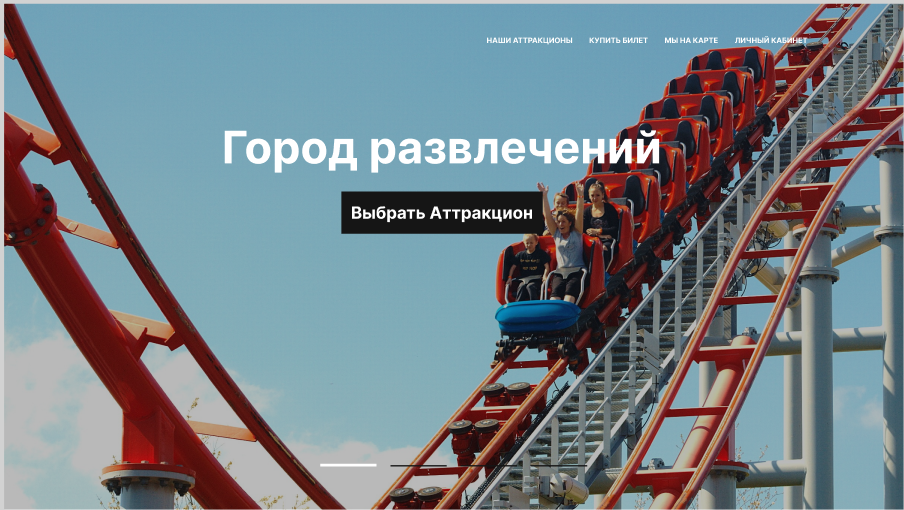 НАШИ АТТРАКЦИОНЫ КУПИТЬ БИЛЕТ МЫ НА КАРТЕ ЛИЧНЫЙ КАБИНЕТ
Город развлечений
Выбрать Аттракцион